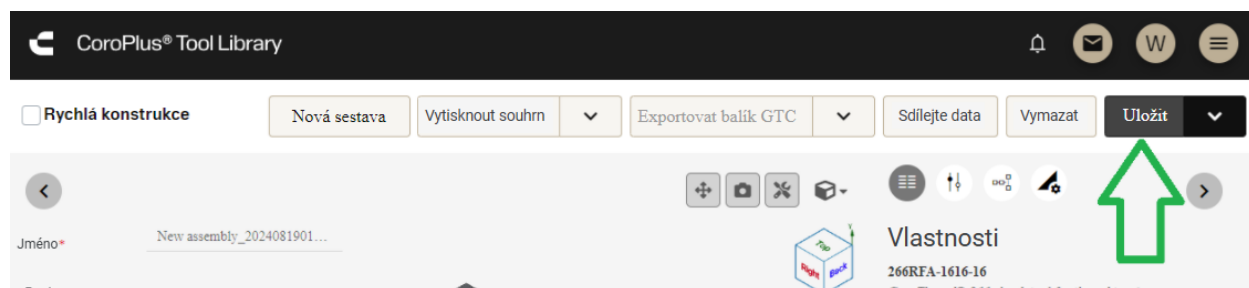 CoroPlus® Tool Library
W
Rychlá konstrukce
Nová sestava
Vytisknout souhrn
Exportovat balík GTC
Sdílejte data
Vymazat
Uložit
Jméno*
New assembly_2024081901...
Top
Right
Back
Y
Vlastnosti
266RFA-1616-16